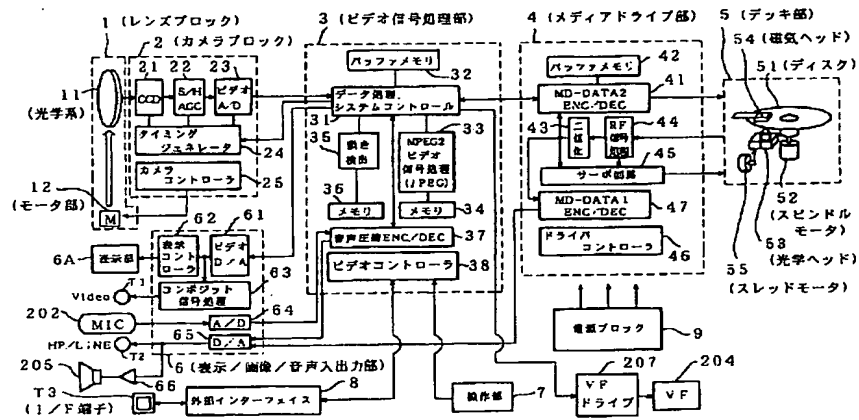 1 (レンズブロック)
2 (カメラブロック)
21 22 23
11
(光学系)
CCD
S/H
AGC
ビデオ
A/D
タイミング
ジェネレータ
24
カメラ
コントローラ
25
12
(モータ部)
M
3 (ビデオ信号処理部)
バッファメモリ
32
データ処理、
システムコントロール
31
35
動き
検出
33
MPEG2
ビデオ
信号処理
(JPEG)
36
メモリ
メモリ
34
音声圧縮ENC/DEC
37
ビデオコントローラ
38
4 (メディアドライブ部)
バッファメモリ
42
41
MD-DATA2
ENC/DEC
43
二値化
RF
信号
処理
44
45
サーボ回路
MD-DATA1
ENC/DEC
47
ドライバ
コントローラ
46
5 (デッキ部)
54 (磁気ヘッド)
51 (ディスク)
52
(スピンドル
モータ)
53
(光学ヘッド)
55
(スレッドモータ)
62
61
6A
表示部
表示
コント
ローラ
ビデオ
D/A
63
T1
Video
コンポジット
信号処理
64
202
MIC
A/D
65
HP/LINE
T2
D/A
6 (表示/画像/音声入出力部)
205
66
T3
(I/F端子)
8
外部インターフェイス
操作部
7
電源ブロック
9
207
VF
ドライブ
204
VF